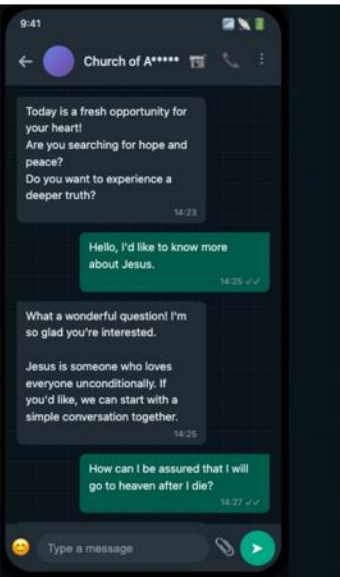 9:41
Church of A*****
Today is a fresh opportunity for
your heart!
Are you searching for hope and
peace?
Do you want to experience a
deeper truth?
14:23
Hello, I'd like to know more
about Jesus.
14:25
What a wonderful question! I'm
so glad you're interested.
Jesus is someone who loves
everyone unconditionally. If
you'd like, we can start with a
simple conversation together.
14:25
How can I be assured that I will
go to heaven after I die?
14:27
Type a message